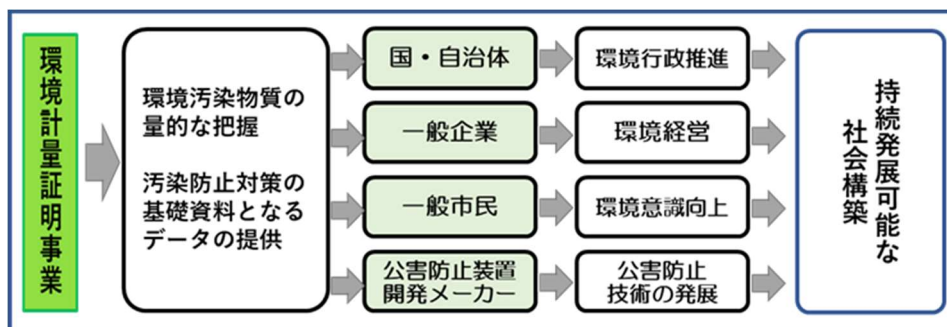 環境計量証明事業
環境汚染物質の
量的な把握
汚染防止対策の
基礎資料となる
データの提供
国・自治体
環境行政推進
一般企業
環境経営
一般市民
環境意識向上
公害防止装置
開発メーカー
公害防止
技術の発展
持続発展可能な
社会構築